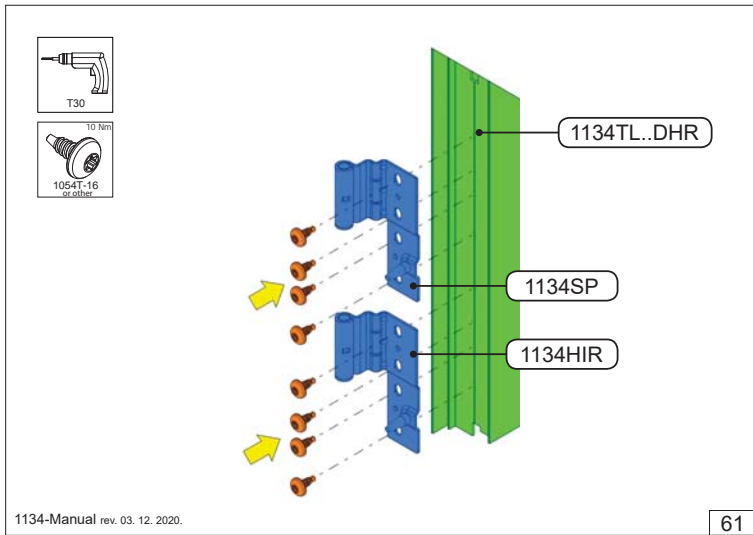 T30
10 Nm
1054T-16
or other
1134TL..DHR
1134SP
1134HIR
1134-Manual rev. 03. 12. 2020.
61